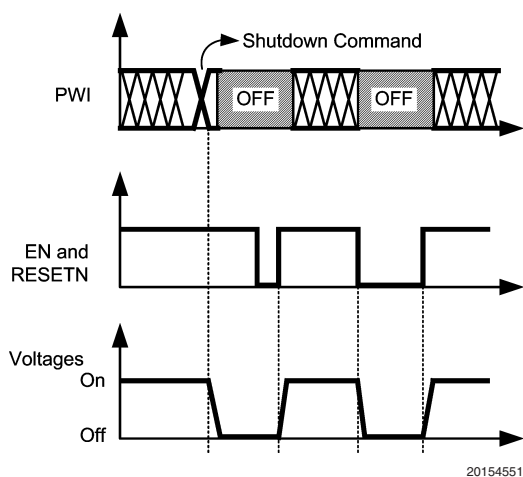 Shutdown Command
PWI
OFF
OFF
EN and
RESETN
Voltages
On
Off
20154551